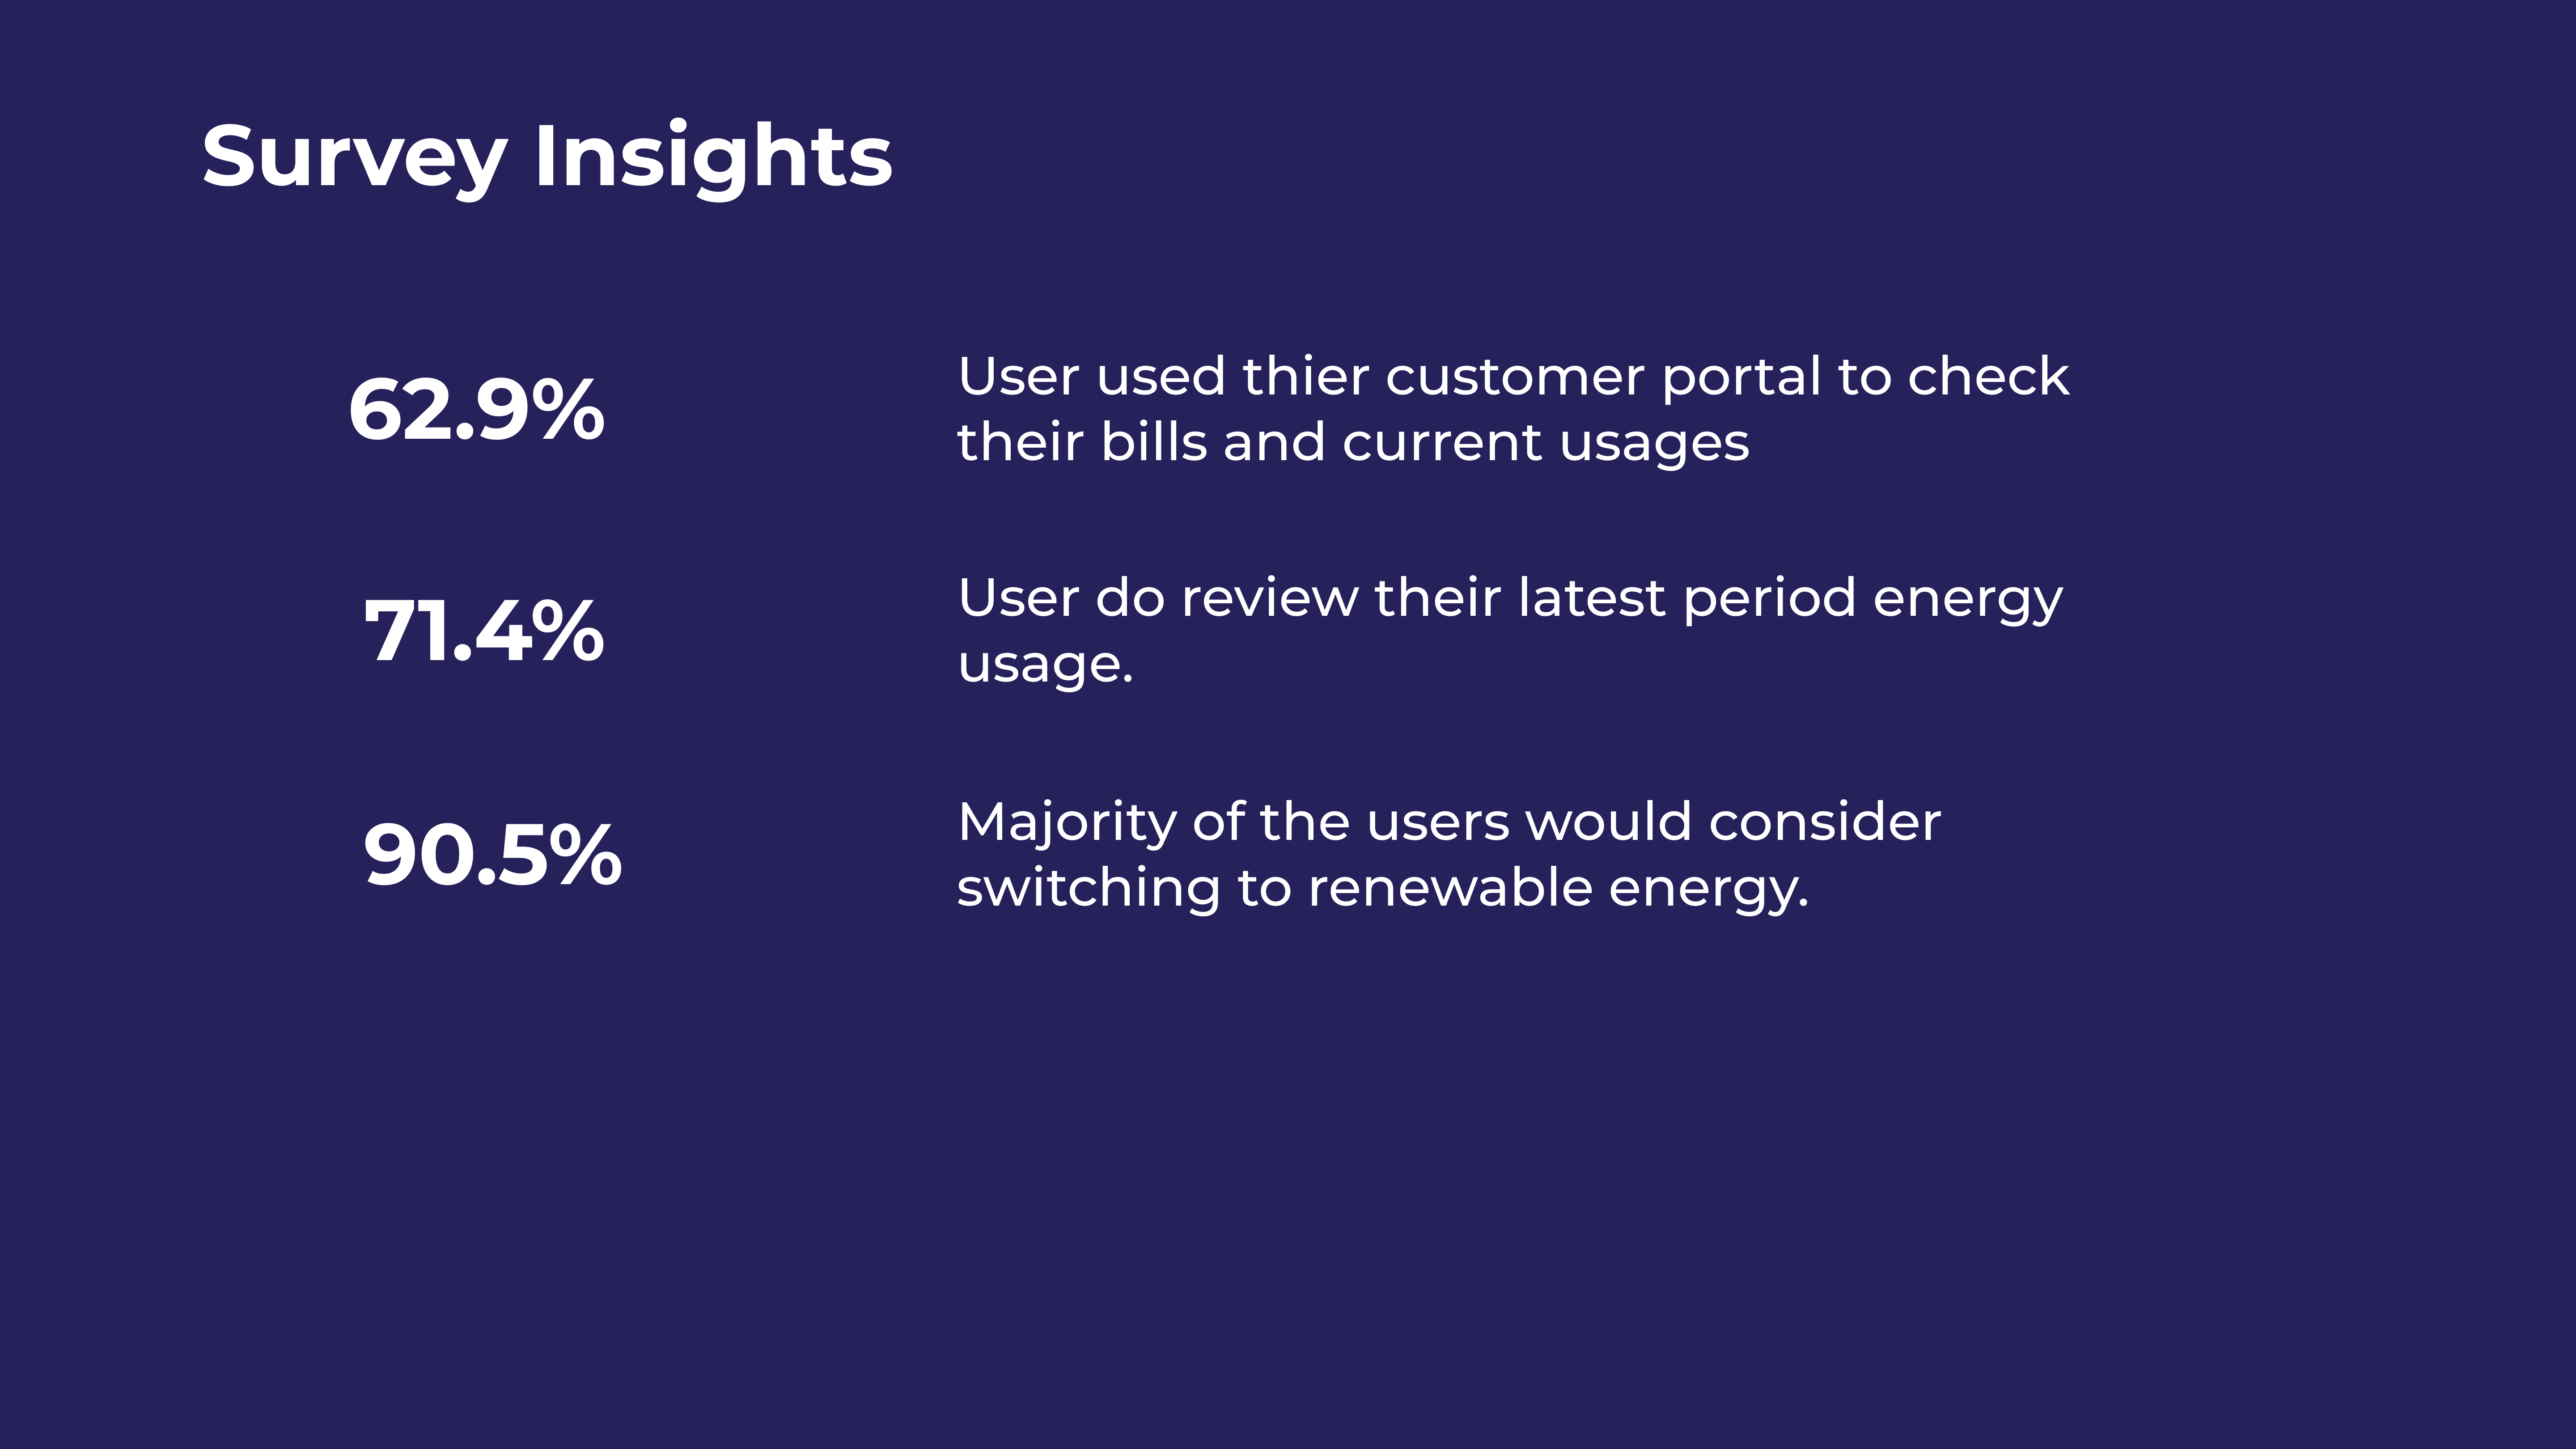 Survey Insights
62.9%
User used thier customer portal to check
their bills and current usages
71.4%
User do review their latest period energy
usage.
90.5%
Majority of the users would consider
switching to renewable energy.